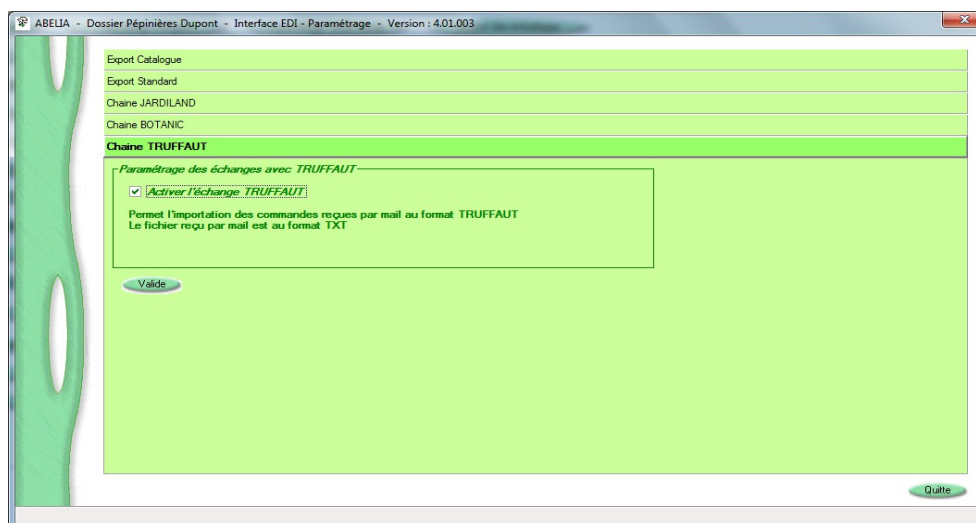 ABELIA - Dossier Pépinières Dupont - Interface EDI - Paramétrage - Version : 4.01.003
Export Catalogue
Export Standard
Chaine JARDILAND
Chaine BOTANIC
Chaine TRUFFAUT
Paramétrage des échanges avec TRUFFAUT
Activer l'échange TRUFFAUT
Permet l'importation des commandes reçues par mail au format TRUFFAUT
Le fichier reçu par mail est au format TXT
Valide
Quitte